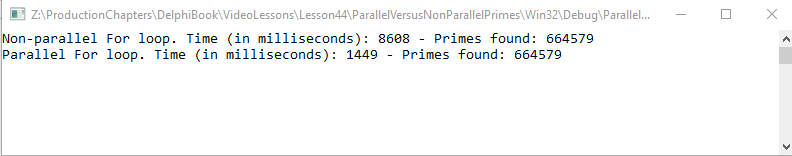 Z:\ProductionChapters\DelphiBook\VideoLessons\Lesson44\ParallelVersusNonParallelPrimes\Win32\Debug\Parallel...
Non-parallel For loop. Time (in milliseconds): 8608 - Primes found: 664579
Parallel For loop. Time (in milliseconds): 1449 - Primes found: 664579